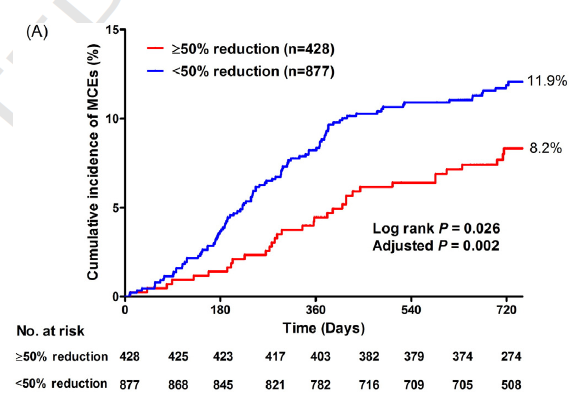 (A)
15
10
5
0
Cumulative incidence of MCEs (%)
≥50% reduction (n=428)
<50% reduction (n=877)
11.9%
8.2%
Log rank P = 0.026
Adjusted P = 0.002
0 180 360 540 720
Time (Days)
No. at risk
≥50% reduction 428 425 423 417 403 382 379 374 274
<50% reduction 877 868 845 821 782 716 709 705 508